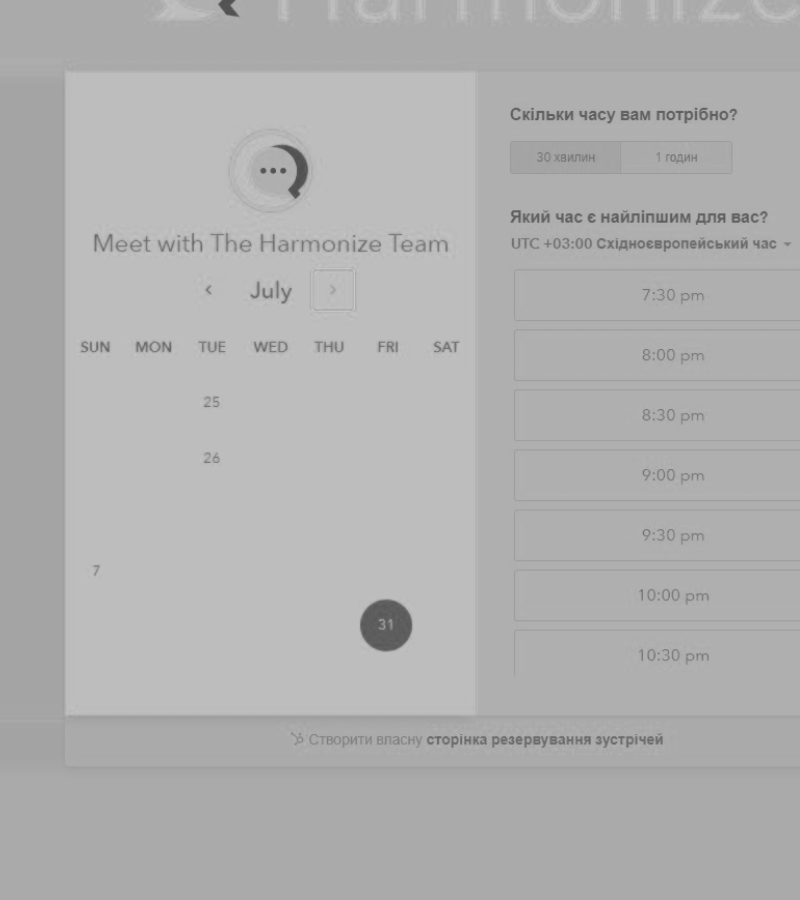 Harmonize
Meet with The Harmonize Team
July
SUN MON TUE WED THU FRI SAT
25
26
7
31
Скільки часу вам потрібно?
30 хвилин 1 годин
Який час є найліпшим для вас?
UTC +03:00 Східноєвропейський час
7:30 pm
8:00 pm
8:30 pm
9:00 pm
9:30 pm
10:00 pm
10:30 pm
Створити власну сторінка резервування зустрічей